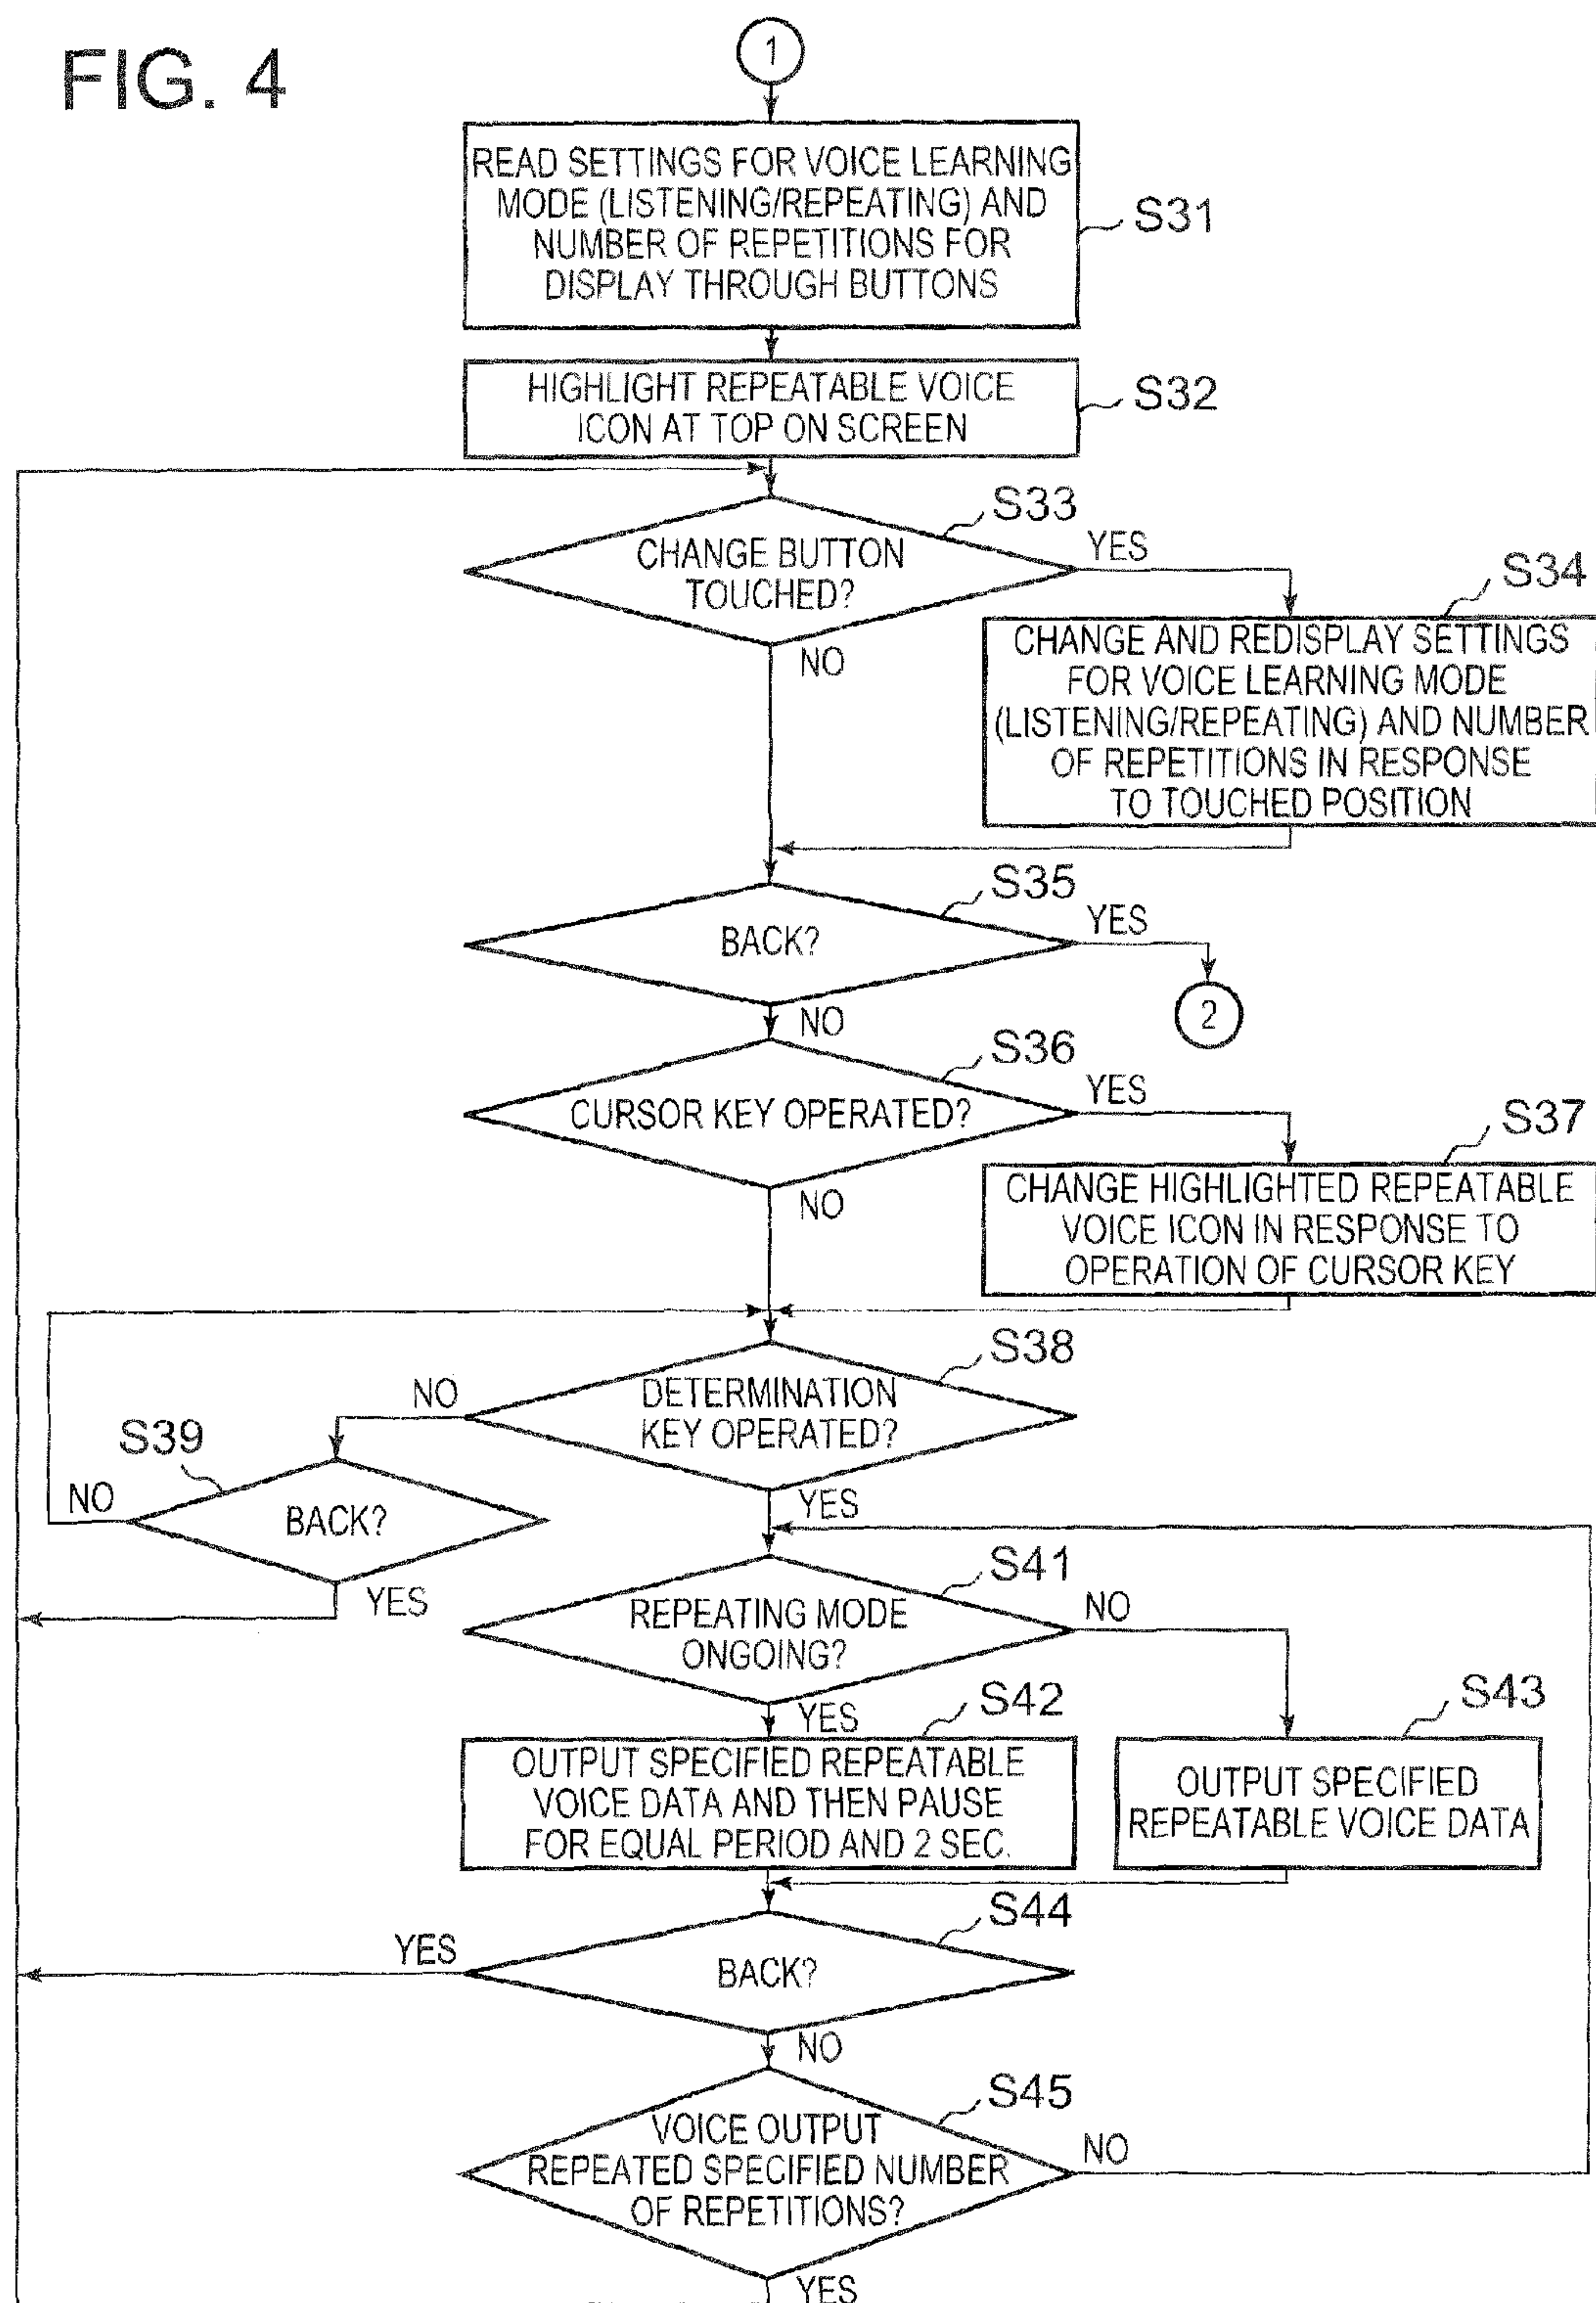 FIG. 4
1
READ SETTINGS FOR VOICE LEARNING
MODE (LISTENING/REPEATING) AND
NUMBER OF REPETITIONS FOR
DISPLAY THROUGH BUTTONS
S31
HIGHLIGHT REPEATABLE VOICE
ICON AT TOP ON SCREEN
S32
S33
CHANGE BUTTON
TOUCHED?
YES
NO
S34
CHANGE AND REDISPLAY SETTINGS
FOR VOICE LEARNING MODE
(LISTENING/REPEATING) AND NUMBER
OF REPETITIONS IN RESPONSE
TO TOUCHED POSITION
S35
BACK?
YES
2
NO
S36
CURSOR KEY OPERATED?
YES
NO
S37
CHANGE HIGHLIGHTED REPEATABLE
VOICE ICON IN RESPONSE TO
OPERATION OF CURSOR KEY
S38
DETERMINATION
KEY OPERATED?
NO
YES
S39
BACK?
NO
YES
S41
REPEATING MODE
ONGOING?
NO
YES
S42
OUTPUT SPECIFIED REPEATABLE
VOICE DATA AND THEN PAUSE
FOR EQUAL PERIOD AND 2 SEC.
S43
OUTPUT SPECIFIED
REPEATABLE VOICE DATA
S44
BACK?
YES
NO
S45
VOICE OUTPUT
REPEATED SPECIFIED NUMBER
OF REPETITIONS?
NO
YES